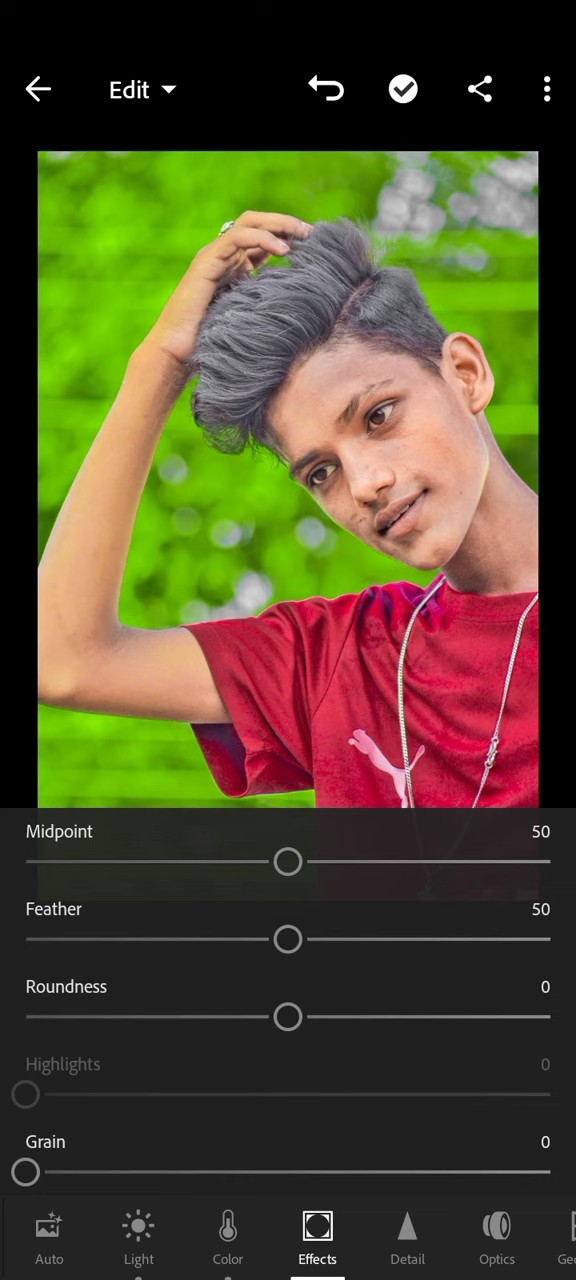 Edit
Midpoint 50
Feather 50
Roundness 0
Highlights 0
Grain 0
Auto Light Color Effects Detail Optics